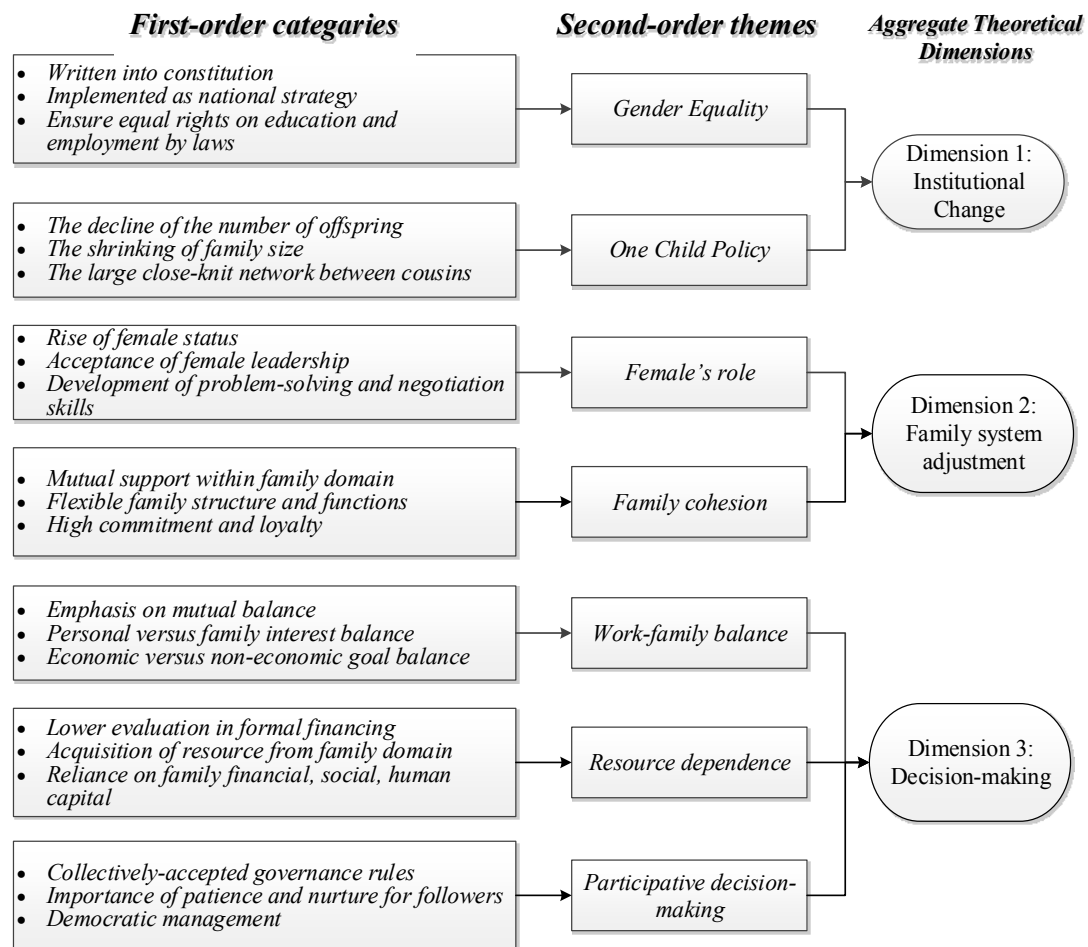 First-order categaries
Second-order themes
Aggregate Theoretical
Dimensions
• Written into constitution
• Implemented as national strategy
• Ensure equal rights on education and
employment by laws
Gender Equality
Dimension 1:
Institutional
Change
• The decline of the number of offspring
• The shrinking of family size
• The large close-knit network between cousins
One Child Policy
• Rise of female status
• Acceptance of female leadership
• Development of problem-solving and negotiation
skills
Female's role
Dimension 2:
Family system
adjustment
• Mutual support within family domain
• Flexible family structure and functions
• High commitment and loyalty
Family cohesion
• Emphasis on mutual balance
• Personal versus family interest balance
• Economic versus non-economic goal balance
Work-family balance
• Lower evaluation in formal financing
• Acquisition of resource from family domain
• Reliance on family financial, social, human
capital
Resource dependence
Dimension 3:
Decision-making
• Collectively-accepted governance rules
• Importance of patience and nurture for followers
• Democratic management
Participative decision-
making